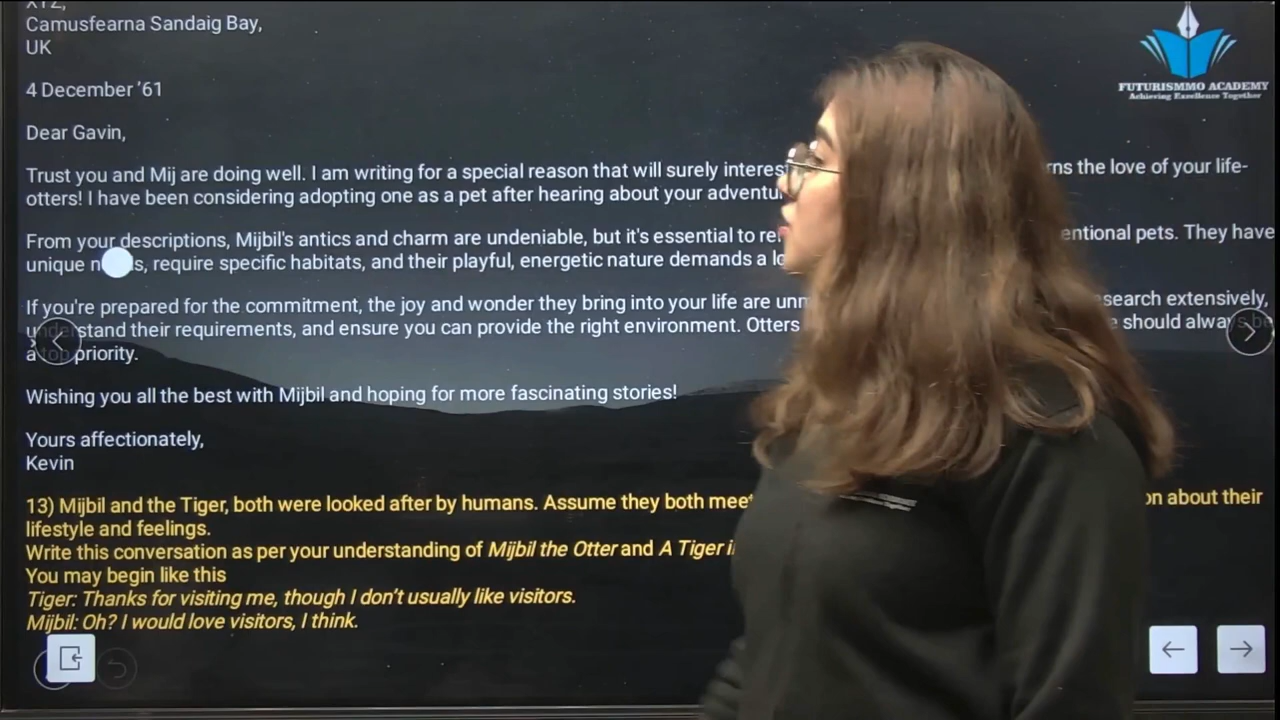 XYZ,
Camusfearna Sandaig Bay,
UK
4 December '61
Dear Gavin,
Trust you and Mij are doing well. I am writing for a special reason that will surely interest rns the love of your life-
otters! I have been considering adopting one as a pet after hearing about your
From your descriptions, Mijbil's antics and charm are undeniable, but it's essential to entional pets. They have
unique require specific habitats, and their playful, energetic nature demands a
If you're prepared for the commitment, the joy and wonder they bring into your life are search extensively,
understand their requirements, and ensure you can provide the right environment. Otters should always be
a top priority.
Wishing you all the best with Mijbil and hoping for more fascinating stories!
Yours affectionately,
Kevin
13) Mijbil and the Tiger, both were looked after by humans. Assume they both meet on about their
lifestyle and feelings.
Write this conversation as per your understanding of Mijbil the Otter and A Tiger
You may begin like this
Tiger: Thanks for visiting me, though I don't usually like visitors.
Mijbil: Oh? I would love visitors, I think.
FUTURISMMO ACADEMY
Achieving Excellence Together